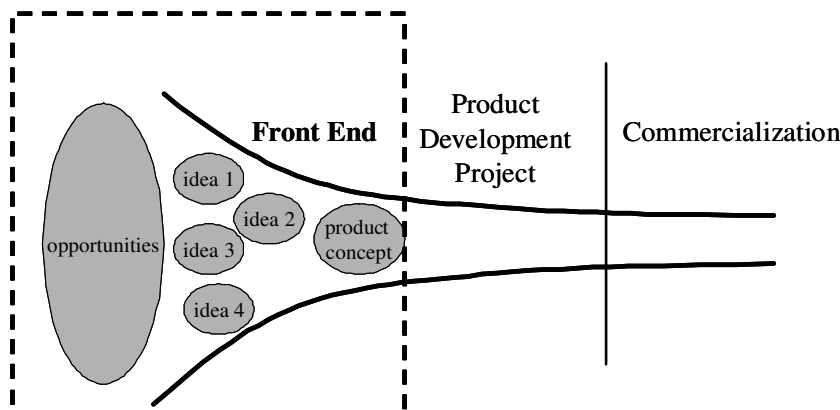 Front End
Product
Development
Project
Commercialization
opportunities
idea 1
idea 2
idea 3
idea 4
product
concept